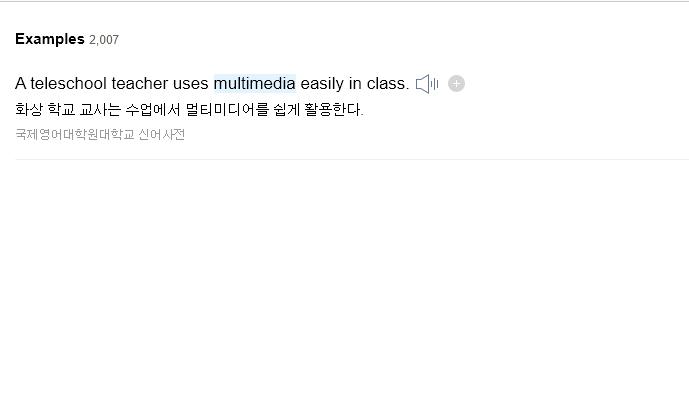 Examples 2,007
A teleschool teacher uses multimedia easily in class.
화상 학교 교사는 수업에서 멀티미디어를 쉽게 활용한다.
국제영어대학원대학교 신어사전